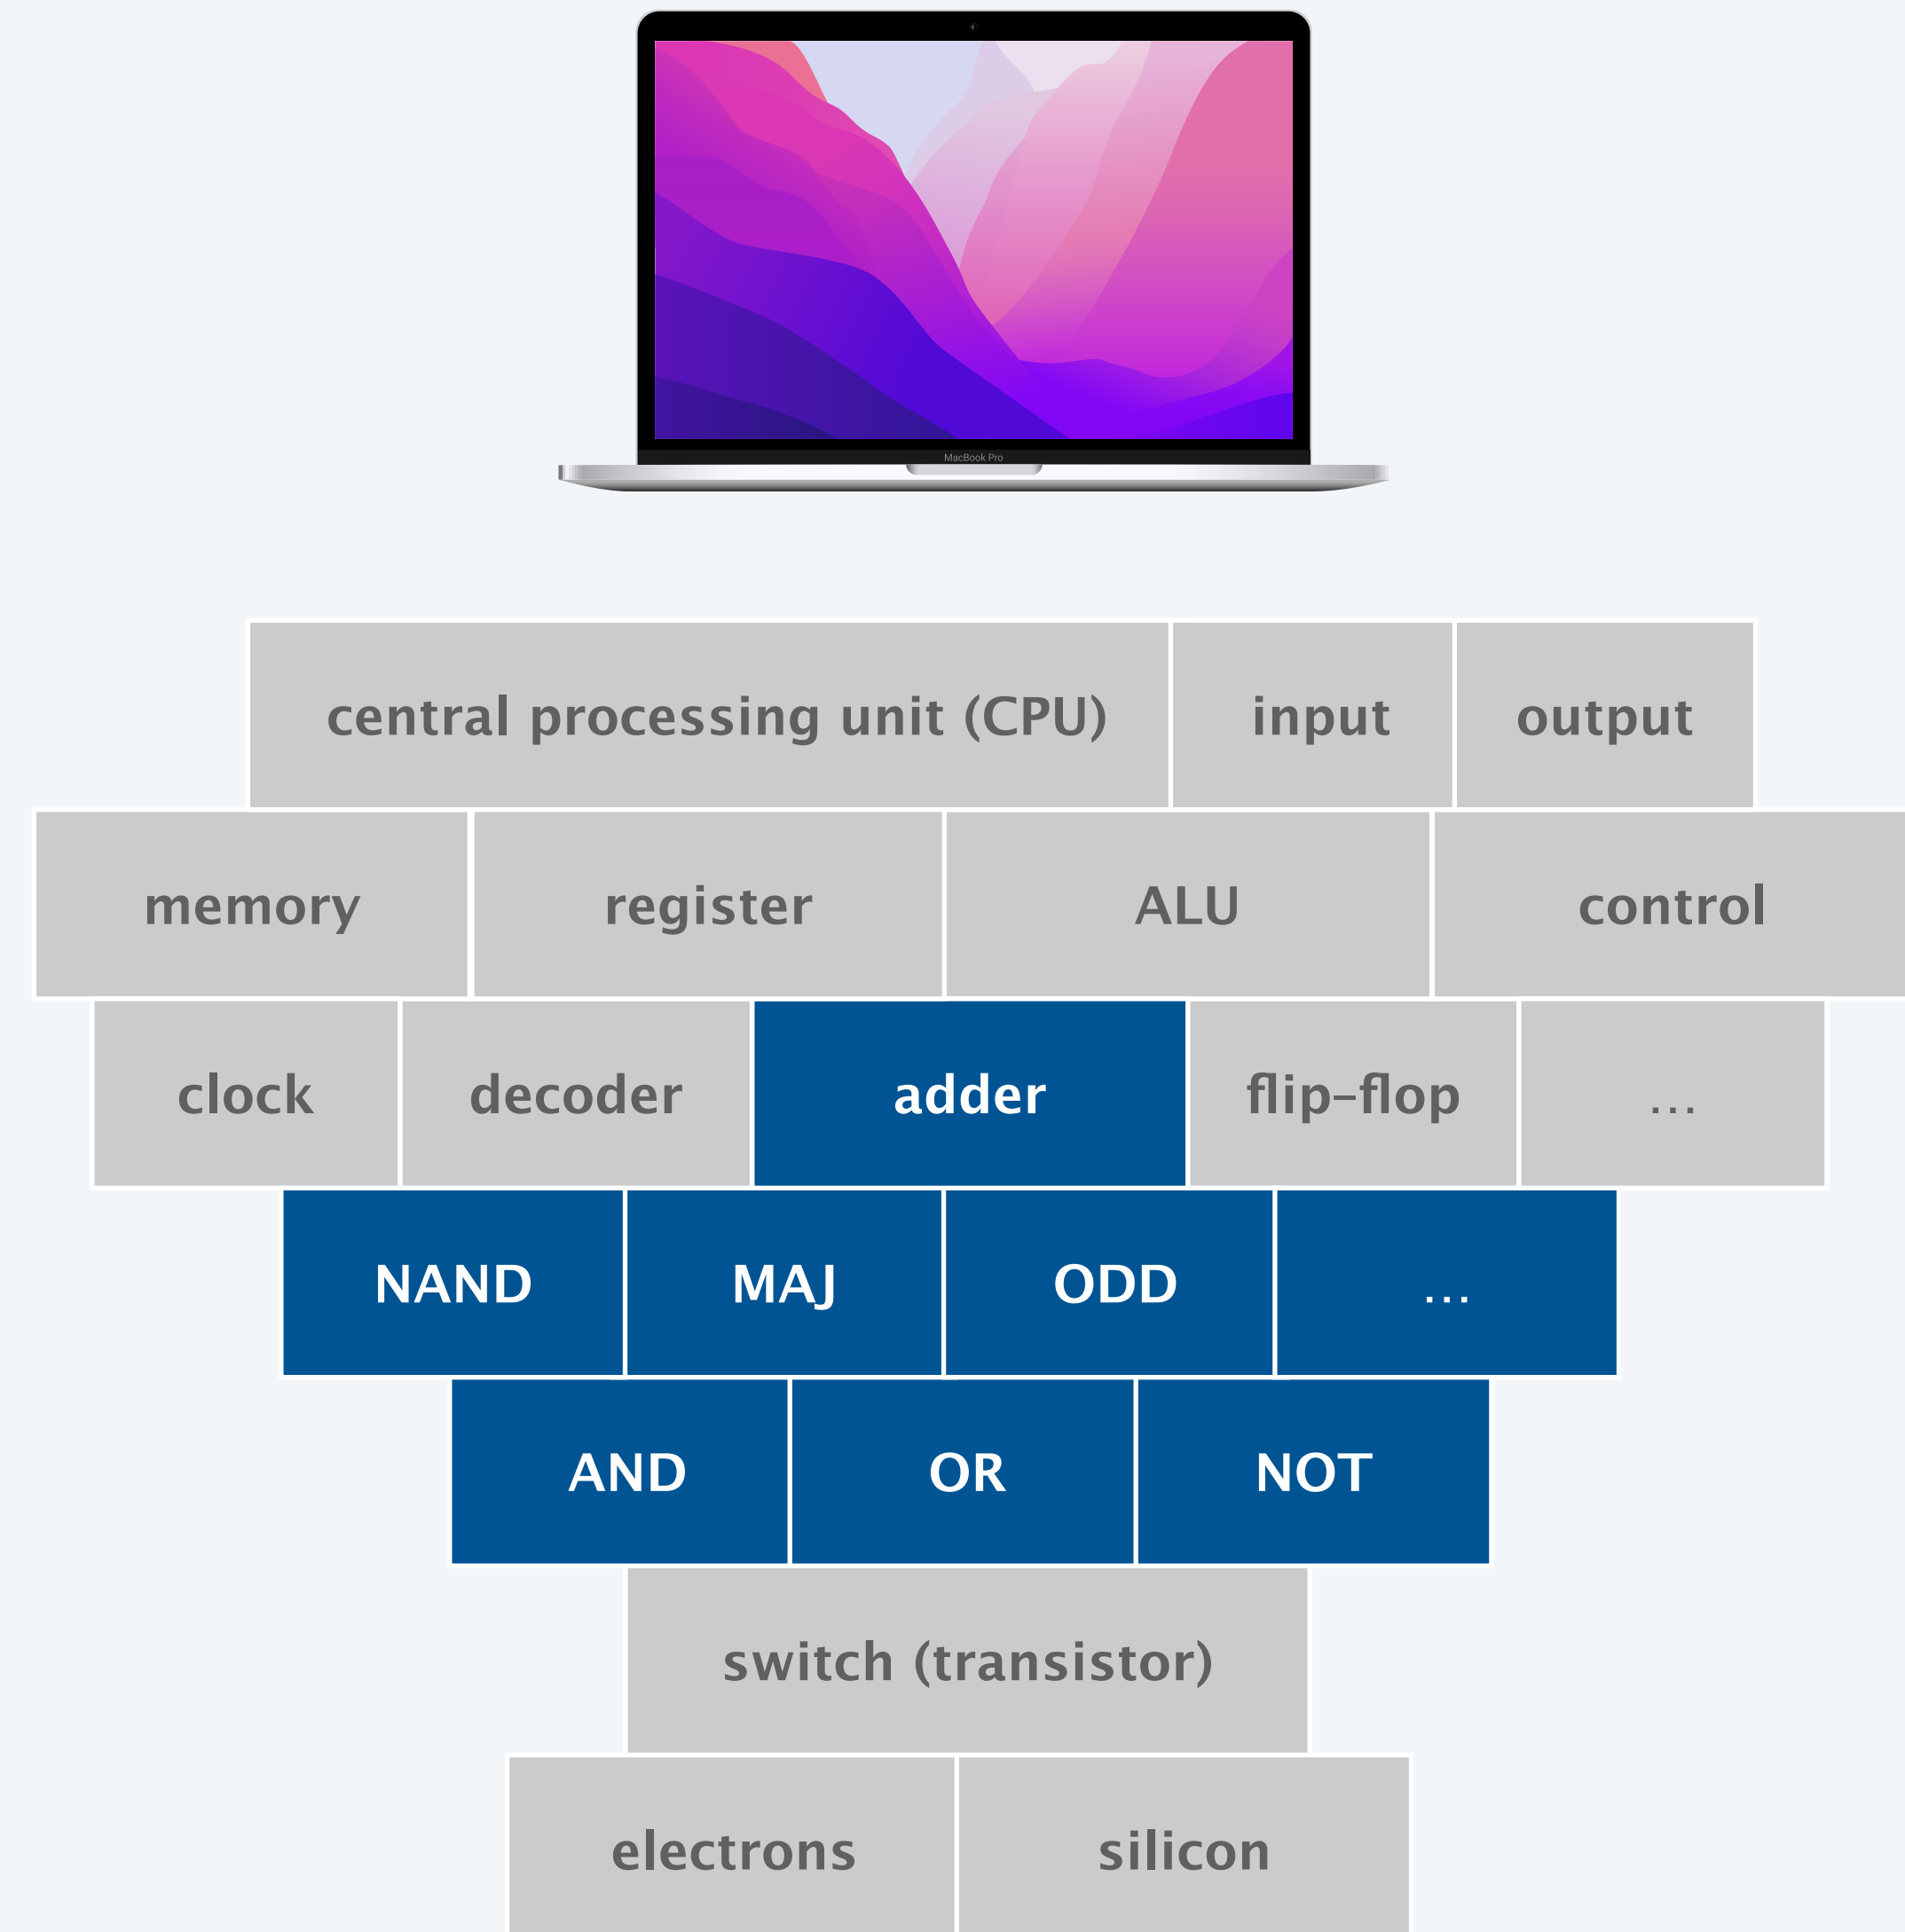 MacBook Pro
central processing unit (CPU) input output
memory register ALU control
clock decoder adder flip–flop …
NAND MAJ ODD …
AND OR NOT
switch (transistor)
electrons silicon